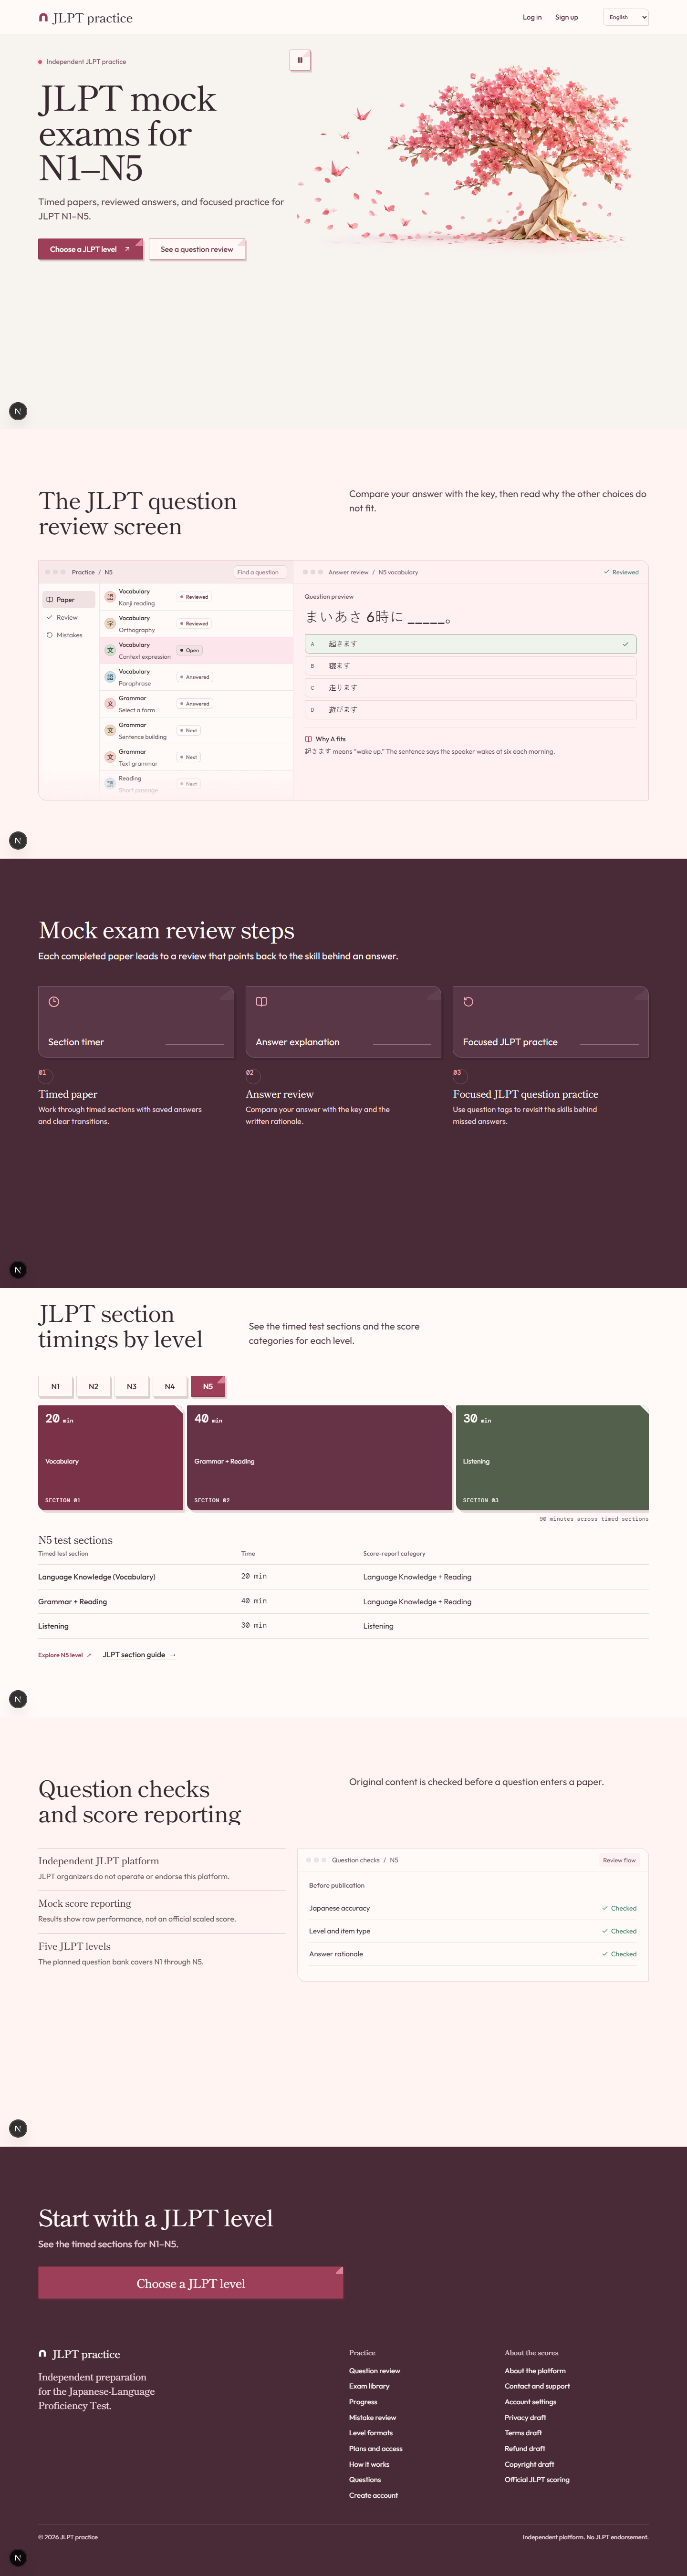 JLPT practice
Log in
Sign up
English
Independent JLPT practice
JLPT mock
exams for
N1–N5
Timed papers, reviewed answers, and focused practice for
JLPT N1–N5.
Choose a JLPT level
See a question review
N
The JLPT question
review screen
Compare your answer with the key, then read why the other choices do
not fit.
Practice / N5
Find a question
Paper
Review
Mistakes
語
Vocabulary
Kanji reading
Reviewed
字
Vocabulary
Orthography
Reviewed
文
Vocabulary
Context expression
Open
語
Vocabulary
Paraphrase
Answered
文
Grammar
Select a form
Answered
文
Grammar
Sentence building
Next
文
Grammar
Text grammar
Next
Reading
Short passage
Next
Answer review / N5 vocabulary
Reviewed
Question preview
まいあさ 6時に _____。
A 起きます
B 寝ます
C 走ります
D 遊びます
Why A fits
起きます means “wake up.” The sentence says the speaker wakes at six each morning.
N
Mock exam review steps
Each completed paper leads to a review that points back to the skill behind an answer.
Section timer
Answer explanation
Focused JLPT practice
01
Timed paper
Work through timed sections with saved answers
and clear transitions.
02
Answer review
Compare your answer with the key and the
written rationale.
03
Focused JLPT question practice
Use question tags to revisit the skills behind
missed answers.
N
JLPT section
timings by level
See the timed test sections and the score
categories for each level.
N1
N2
N3
N4
N5
20 min
Vocabulary
SECTION 01
40 min
Grammar + Reading
SECTION 02
30 min
Listening
SECTION 03
90 minutes across timed sections
N5 test sections
Timed test section
Time
Score-report category
Language Knowledge (Vocabulary)
20 min
Language Knowledge + Reading
Grammar + Reading
40 min
Language Knowledge + Reading
Listening
30 min
Listening
Explore N5 level ↗
JLPT section guide →
N
Question checks
and score reporting
Original content is checked before a question enters a paper.
Independent JLPT platform
JLPT organizers do not operate or endorse this platform.
Mock score reporting
Results show raw performance, not an official scaled score.
Five JLPT levels
The planned question bank covers N1 through N5.
Question checks / N5
Review flow
Before publication
Japanese accuracy
Checked
Level and item type
Checked
Answer rationale
Checked
N
Start with a JLPT level
See the timed sections for N1–N5.
Choose a JLPT level
JLPT practice
Independent preparation
for the Japanese-Language
Proficiency Test.
Practice
Question review
Exam library
Progress
Mistake review
Level formats
Plans and access
How it works
Questions
Create account
About the scores
About the platform
Contact and support
Account settings
Privacy draft
Terms draft
Refund draft
Copyright draft
Official JLPT scoring
© 2026 JLPT practice
Independent platform. No JLPT endorsement.
N